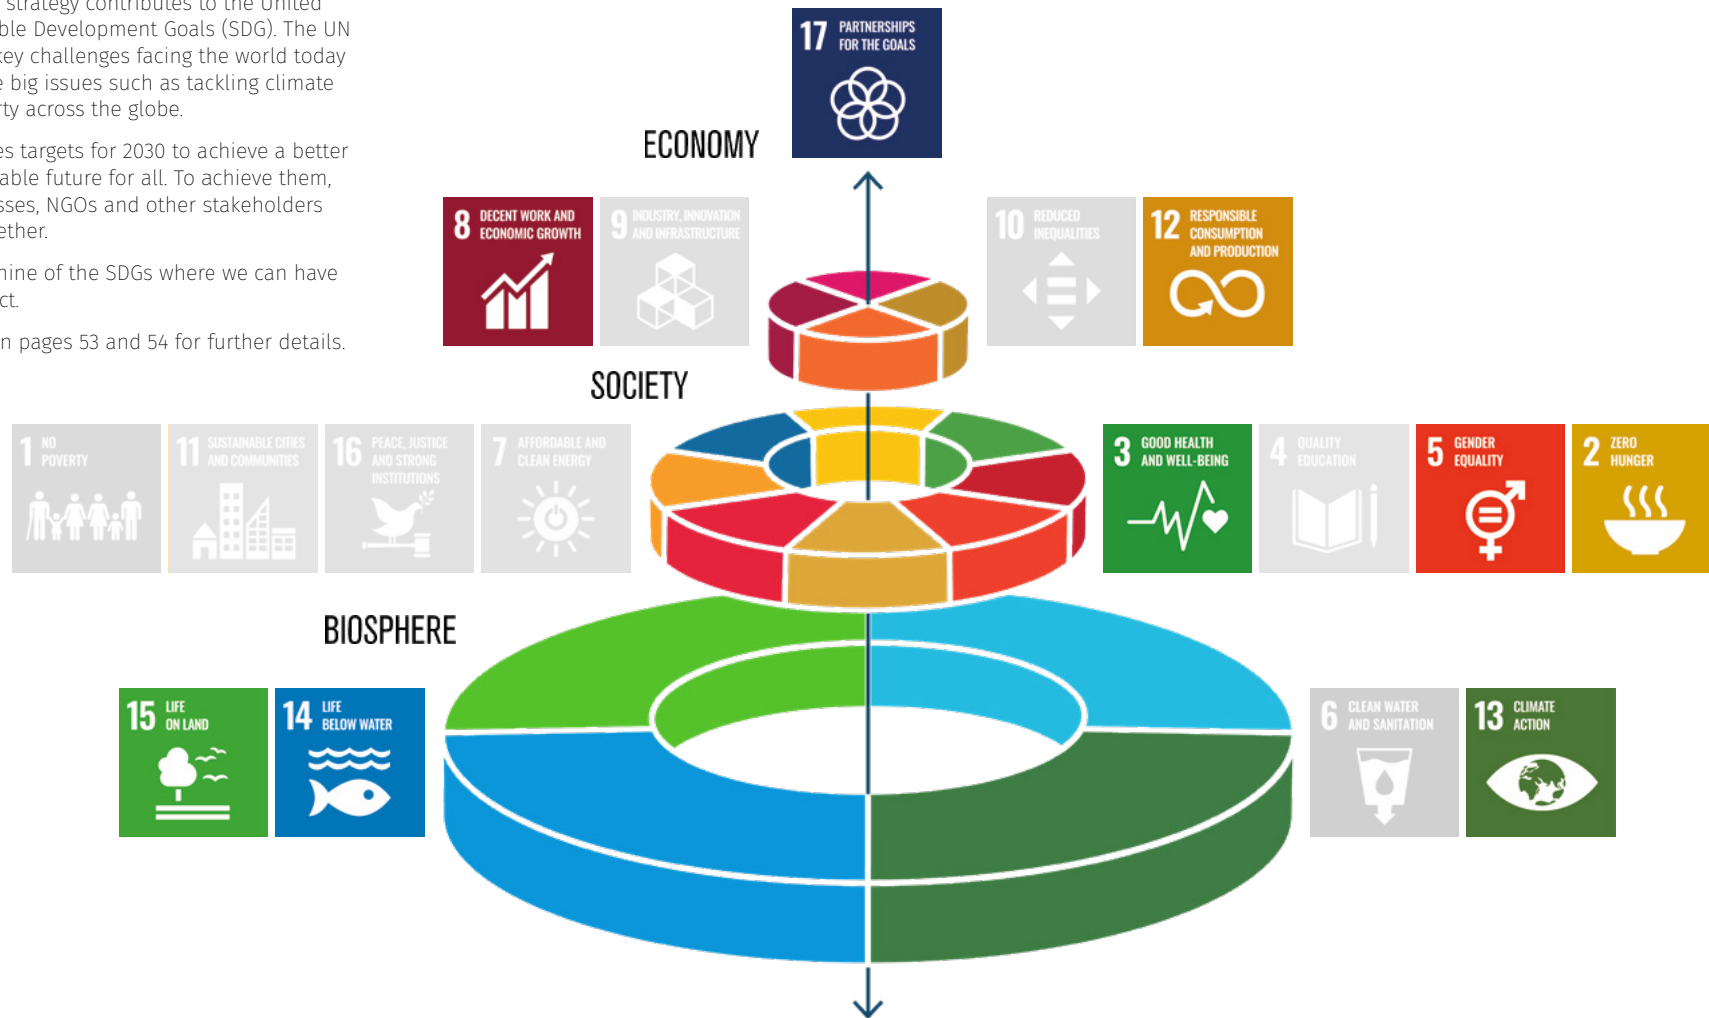 strategy contributes to the United
ble Development Goals (SDG). The UN
key challenges facing the world today
e big issues such as tackling climate
rty across the globe.
es targets for 2030 to achieve a better
able future for all. To achieve them,
sses, NGOs and other stakeholders
ether.
nine of the SDGs where we can have
ct.
n pages 53 and 54 for further details.
17 PARTNERSHIPS
FOR THE GOALS
ECONOMY
8 DECENT WORK AND
ECONOMIC GROWTH
9 INDUSTRY, INNOVATION
AND INFRASTRUCTURE
10 REDUCED
INEQUALITIES
12 RESPONSIBLE
CONSUMPTION
AND PRODUCTION
SOCIETY
1 NO
POVERTY
11 SUSTAINABLE CITIES
AND COMMUNITIES
16 PEACE, JUSTICE
AND STRONG
INSTITUTIONS
7 AFFORDABLE AND
CLEAN ENERGY
3 GOOD HEALTH
AND WELL-BEING
4 QUALITY
EDUCATION
5 GENDER
EQUALITY
2 ZERO
HUNGER
BIOSPHERE
15 LIFE
ON LAND
14 LIFE
BELOW WATER
6 CLEAN WATER
AND SANITATION
13 CLIMATE
ACTION